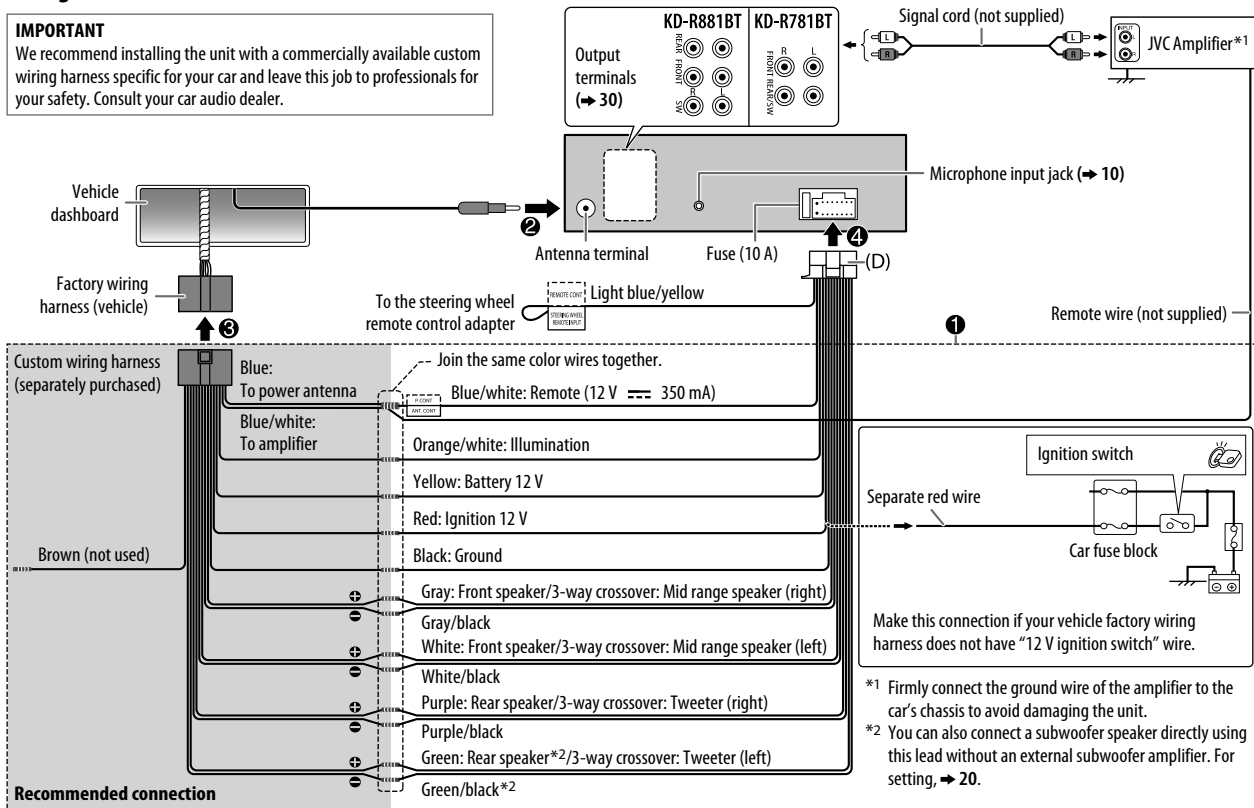 IMPORTANT
We recommend installing the unit with a commercially available custom
wiring harness specific for your car and leave this job to professionals for
your safety. Consult your car audio dealer.
Output
terminals
(➜ 30)
KD-R881BT
REAR
FRONT
R L
SW
KD-R781BT
R L
FRONT REAR/SW
Signal cord (not supplied)
L
R
L
R
INPUT
L
R
JVC Amplifier*1
Vehicle
dashboard
❷
Antenna terminal
Microphone input jack (➜ 10)
Fuse (10 A)
❹
(D)
Factory wiring
harness (vehicle)
❸
To the steering wheel
remote control adapter
REMOTE CONT
STEERING WHEEL
REMOTE INPUT
Light blue/yellow
Remote wire (not supplied)
❶
Custom wiring harness
(separately purchased)
Join the same color wires together.
Blue:
To power antenna
P. CONT
ANT. CONT
Blue/white: Remote (12 V ⎓ 350 mA)
Blue/white:
To amplifier
Orange/white: Illumination
Yellow: Battery 12 V
Red: Ignition 12 V
Black: Ground
Brown (not used)
Gray: Front speaker/3-way crossover: Mid range speaker (right)
Gray/black
White: Front speaker/3-way crossover: Mid range speaker (left)
White/black
Purple: Rear speaker/3-way crossover: Tweeter (right)
Purple/black
Green: Rear speaker*2/3-way crossover: Tweeter (left)
Green/black*2
Recommended connection
Ignition switch
Separate red wire
Car fuse block
Make this connection if your vehicle factory wiring
harness does not have “12 V ignition switch” wire.
*1 Firmly connect the ground wire of the amplifier to the
car’s chassis to avoid damaging the unit.
*2 You can also connect a subwoofer speaker directly using
this lead without an external subwoofer amplifier. For
setting, ➜ 20.